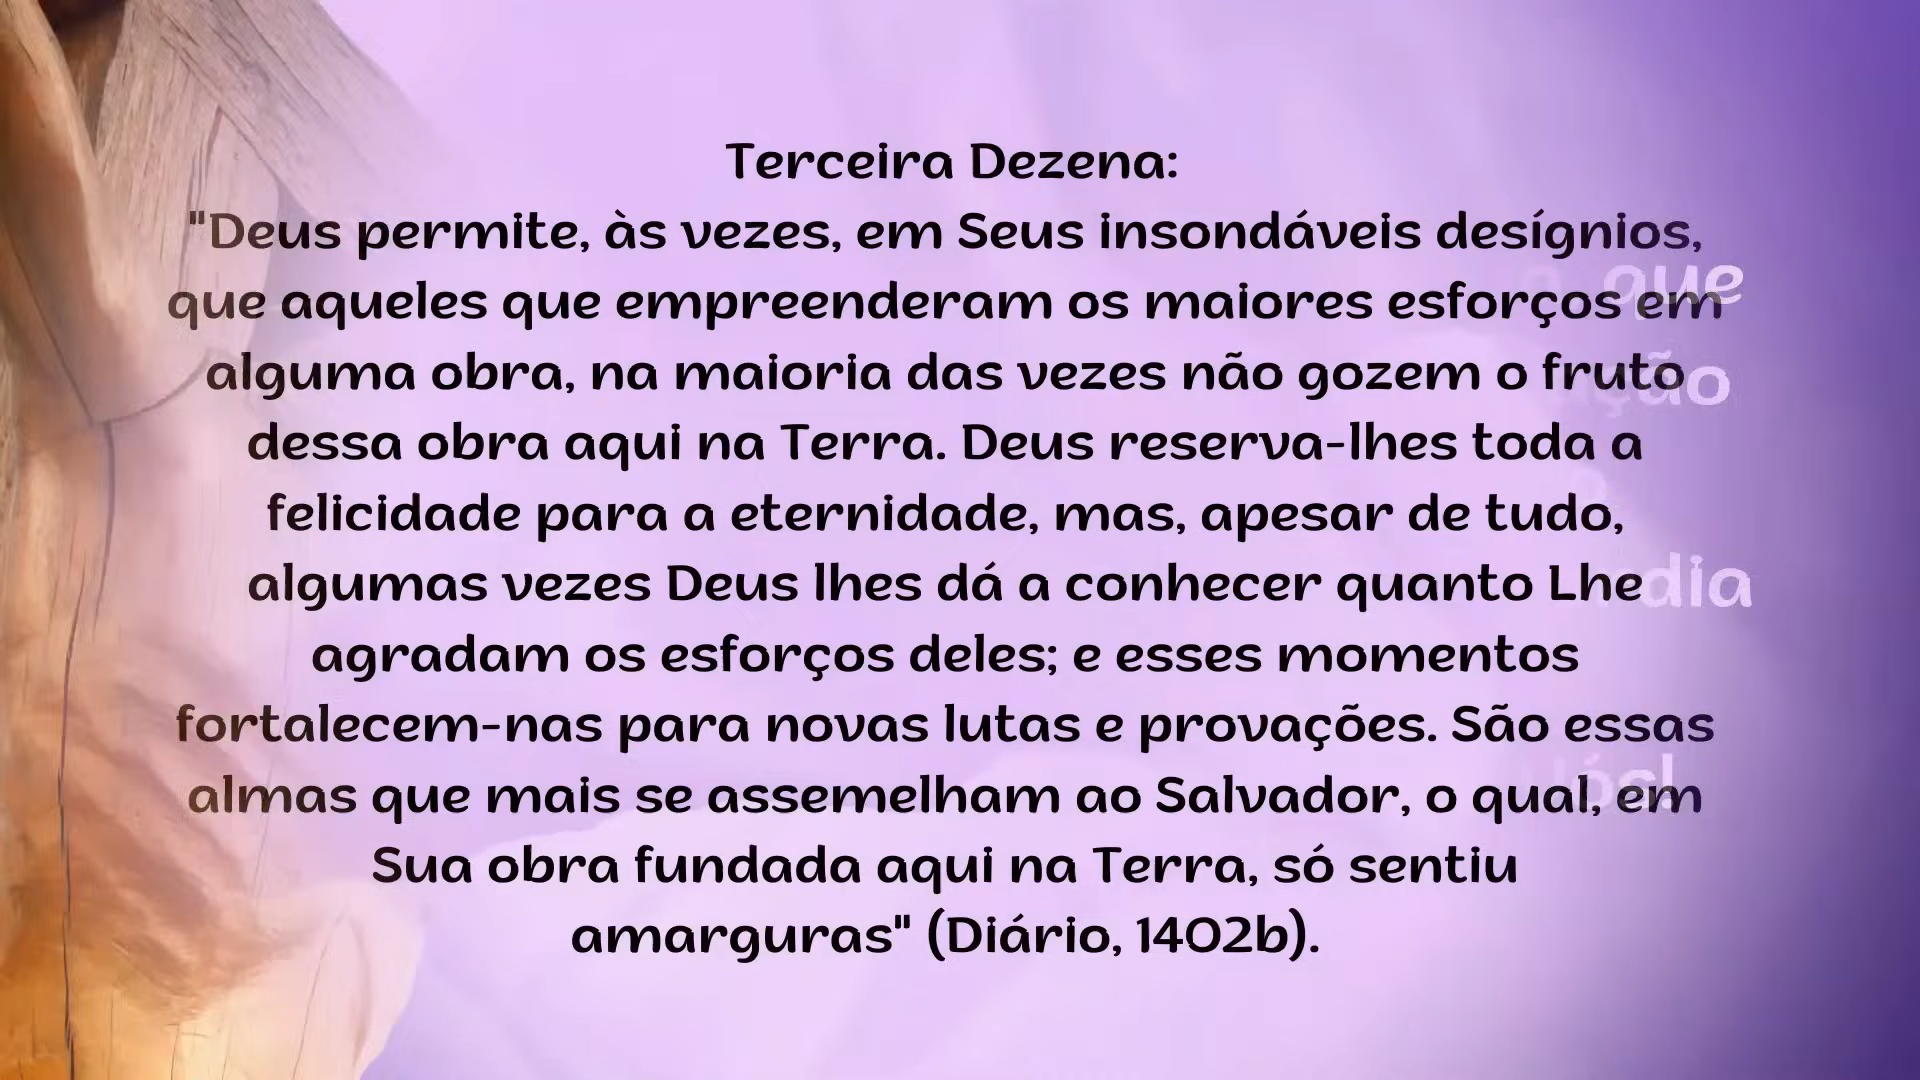 Terceira Dezena:
"Deus permite, às vezes, em Seus insondáveis desígnios,
que aqueles que empreenderam os maiores esforços em
alguma obra, na maioria das vezes não gozem o fruto
dessa obra aqui na Terra. Deus reserva-lhes toda a
felicidade para a eternidade, mas, apesar de tudo,
algumas vezes Deus lhes dá a conhecer quanto Lhe
agradam os esforços deles; e esses momentos
fortalecem-nas para novas lutas e provações. São essas
almas que mais se assemelham ao Salvador, o qual, em
Sua obra fundada aqui na Terra, só sentiu
amarguras" (Diário, 1402b).
que